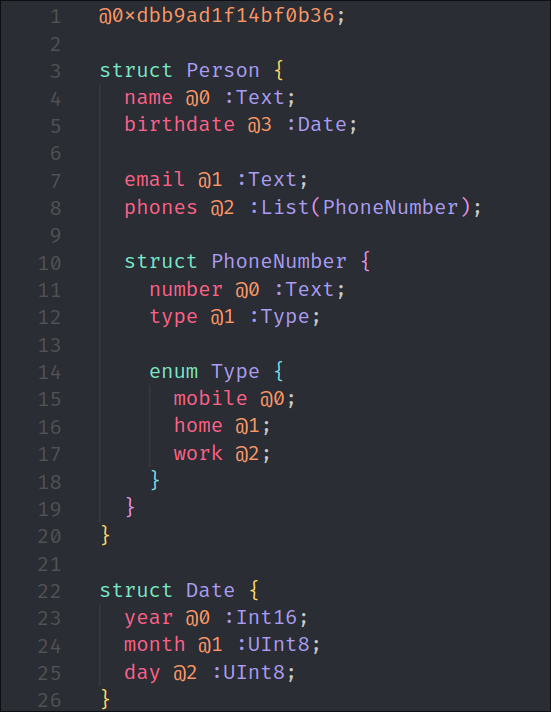 1 @0xdbb9ad1f14bf0b36;
2
3 struct Person {
4 name @0 :Text;
5 birthdate @3 :Date;
6
7 email @1 :Text;
8 phones @2 :List(PhoneNumber);
9
10 struct PhoneNumber {
11 number @0 :Text;
12 type @1 :Type;
13
14 enum Type {
15 mobile @0;
16 home @1;
17 work @2;
18 }
19 }
20 }
21
22 struct Date {
23 year @0 :Int16;
24 month @1 :UInt8;
25 day @2 :UInt8;
26 }